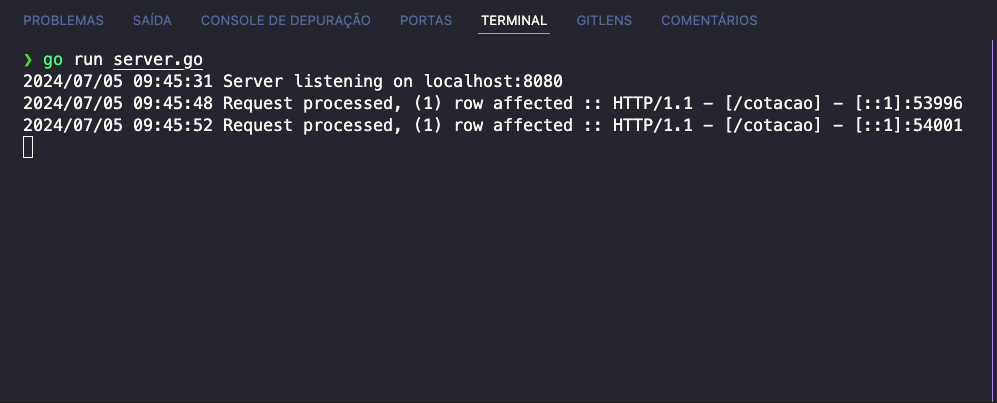 PROBLEMAS SAÍDA CONSOLE DE DEPURAÇÃO PORTAS TERMINAL GITLENS COMENTÁRIOS
❯ go run server.go
2024/07/05 09:45:31 Server listening on localhost:8080
2024/07/05 09:45:48 Request processed, (1) row affected :: HTTP/1.1 - [/cotacao] - [::1]:53996
2024/07/05 09:45:52 Request processed, (1) row affected :: HTTP/1.1 - [/cotacao] - [::1]:54001